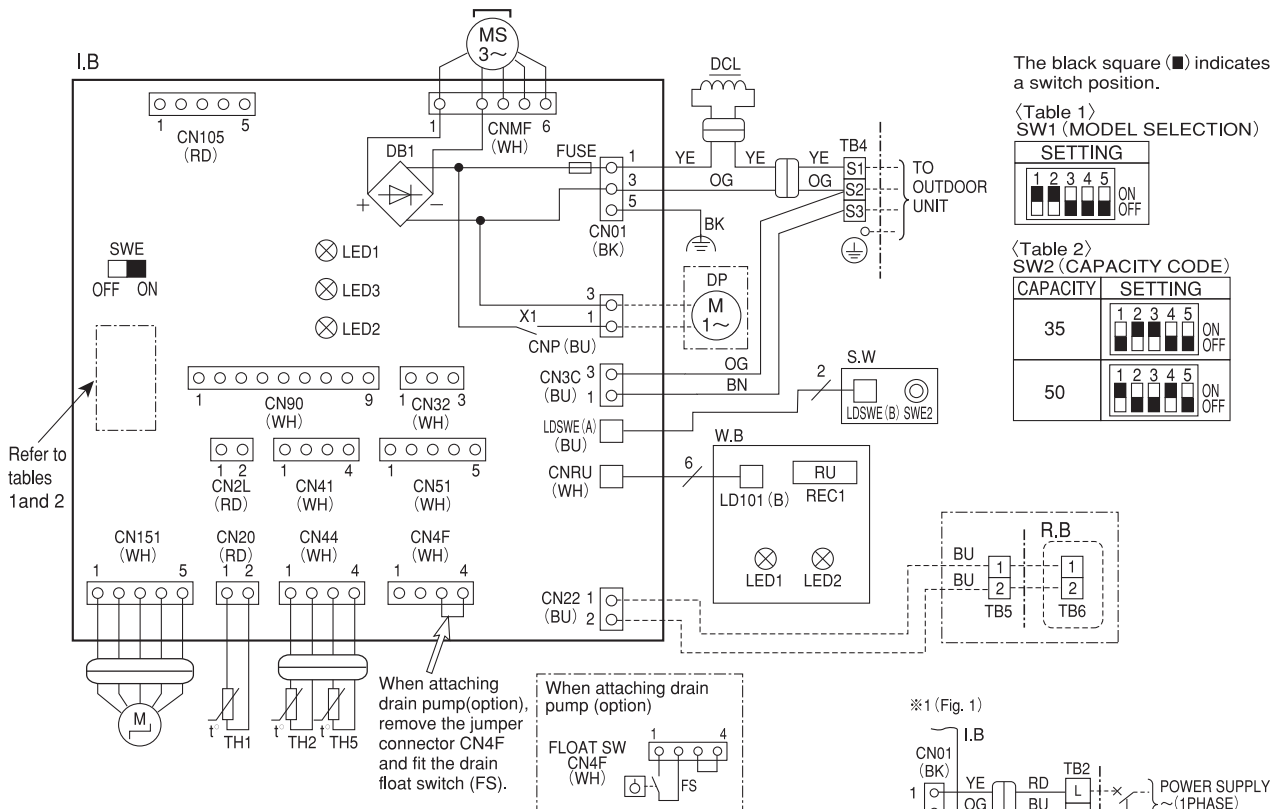 MS
3～
I.B
1 5
CN105
(RD)
1 6
CNMF
(WH)
DB1
+ −
FUSE
1
3
5
CN01
(BK)
DCL
YE YE YE
OG OG
BK
TB4
S1
S2
S3
TO
OUTDOOR
UNIT
SWE
OFF ON
LED1
LED3
LED2
X1
3
1
CNP (BU)
DP
M
1～
CN3C
(BU)
3
1
OG
BN
LDSWE (A)
(BU)
2
S.W
LDSWE (B) SWE2
CNRU
(WH)
6
W.B
LD101 (B)
RU
REC1
LED1 LED2
1 9
CN90
(WH)
1 3
CN32
(WH)
1 2
CN2L
(RD)
1 4
CN41
(WH)
1 5
CN51
(WH)
Refer to
tables
1and 2
CN151
(WH)
1 5
CN20
(RD)
1 2
CN44
(WH)
1 4
CN4F
(WH)
1 4
CN22
(BU)
1
2
BU
BU
1
2
TB5
R.B
1
2
TB6
M
t° TH1
t° TH2
t° TH5
When attaching
drain pump(option),
remove the jumper
connector CN4F
and fit the drain
float switch (FS).
When attaching drain
pump (option)
FLOAT SW
CN4F
(WH)
1 4
FS
The black square (■) indicates
a switch position.
〈Table 1〉
SW1 (MODEL SELECTION)
SETTING
1 2 3 4 5
ON
OFF
〈Table 2〉
SW2 (CAPACITY CODE)
CAPACITY SETTING
35
1 2 3 4 5
ON
OFF
50
1 2 3 4 5
ON
OFF
※1 (Fig. 1)
I.B
CN01
(BK)
1
YE RD
OG BU
TB2
L
POWER SUPPLY
～(1PHASE)